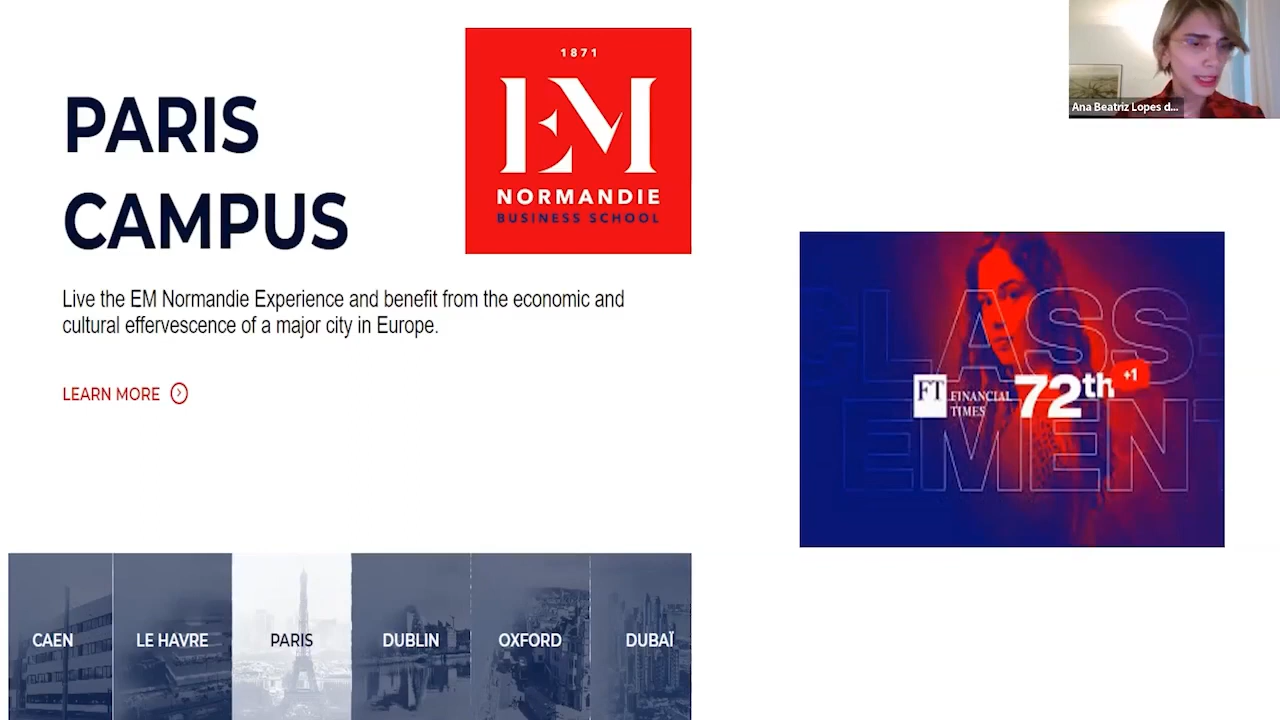 PARIS
CAMPUS
1871
EM
NORMANDIE
BUSINESS SCHOOL
Ana Beatriz Lopes d...
Live the EM Normandie Experience and benefit from the economic and
cultural effervescence of a major city in Europe.
LEARN MORE
CLASS-
EMENT
FT FINANCIAL
TIMES
72th
+1
CAEN
LE HAVRE
PARIS
DUBLIN
OXFORD
DUBAÏ